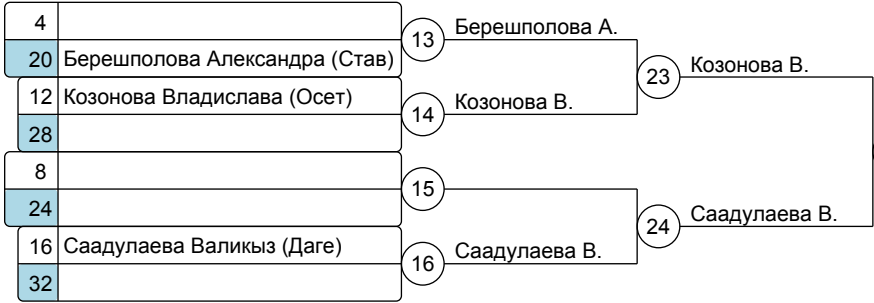 4
20 Берешполова Александра (Став)
12 Козонова Владислава (Осет)
28
8
24
16 Саадулаева Валикыз (Даге)
32
13 Берешполова А.
14 Козонова В.
15
16 Саадулаева В.
23 Козонова В.
24 Саадулаева В.